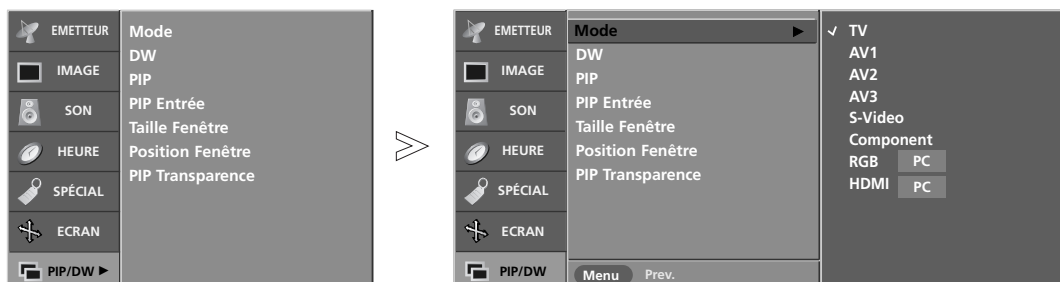 EMETTEUR
IMAGE
SON
HEURE
SPÉCIAL
ECRAN
PIP/DW ►
Mode
DW
PIP
PIP Entrée
Taille Fenêtre
Position Fenêtre
PIP Transparence
EMETTEUR
IMAGE
SON
HEURE
SPÉCIAL
ECRAN
PIP/DW
Mode ►
DW
PIP
PIP Entrée
Taille Fenêtre
Position Fenêtre
PIP Transparence
Menu Prev.
✓ TV
AV1
AV2
AV3
S-Video
Component
RGB PC
HDMI PC